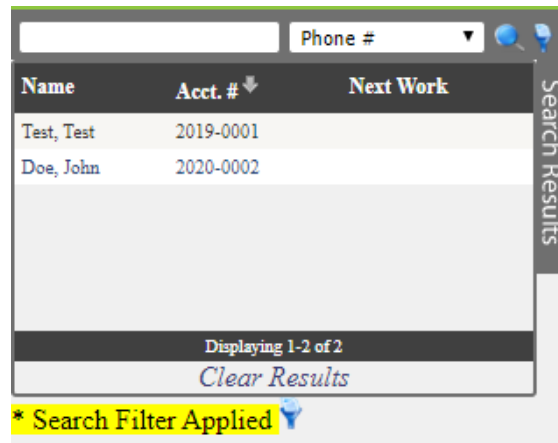 Phone #
Name Acct. # Next Work
Test, Test 2019-0001
Doe, John 2020-0002
Displaying 1-2 of 2
Clear Results
* Search Filter Applied
Search Results